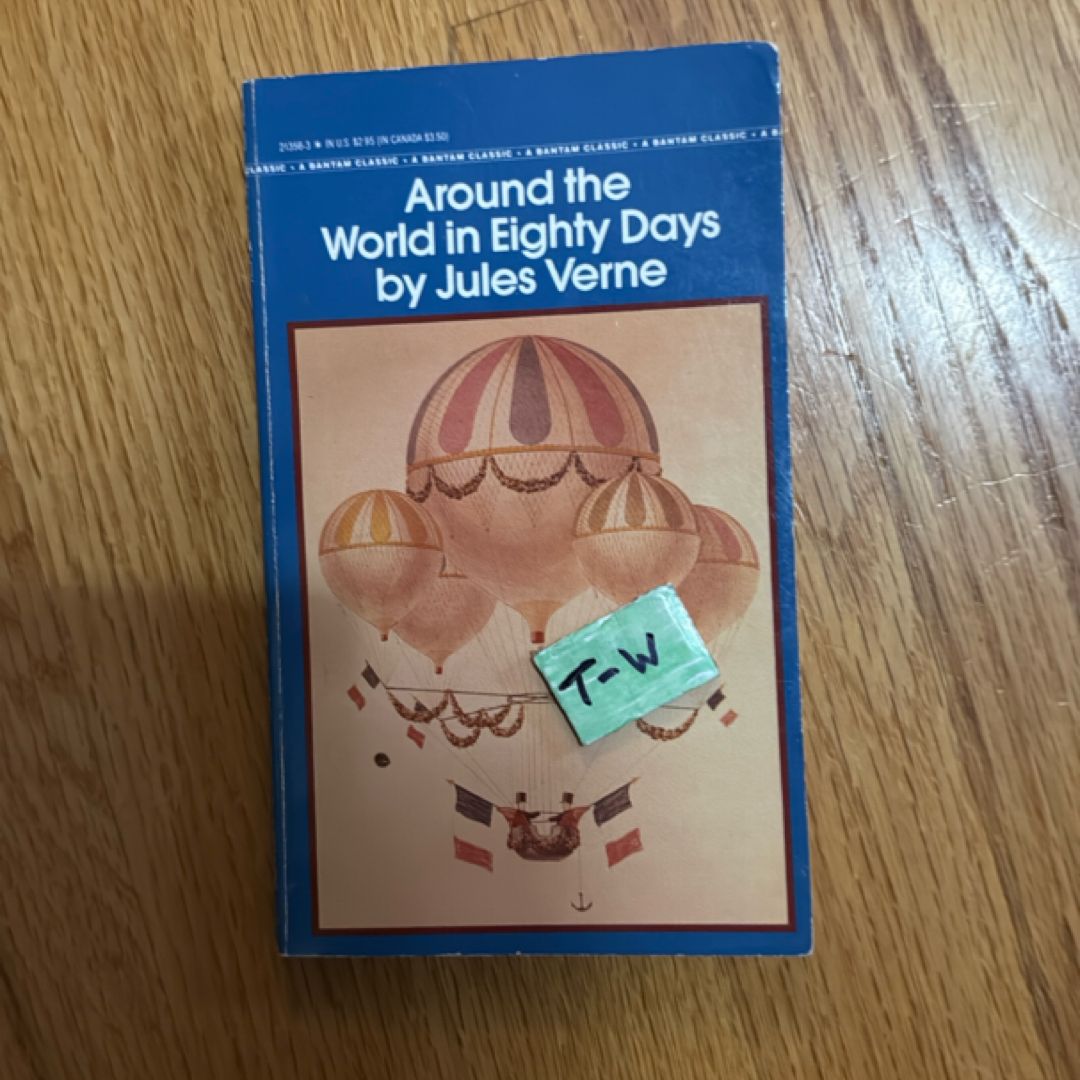 21356-3 * IN U.S. $2.95 (IN CANADA $3.50)
CLASSIC • A BANTAM CLASSIC • A BANTAM CLASSIC • A BANTAM CLASSIC • A BANTAM CLASSIC • A B
Around the
World in Eighty Days
by Jules Verne
T-W